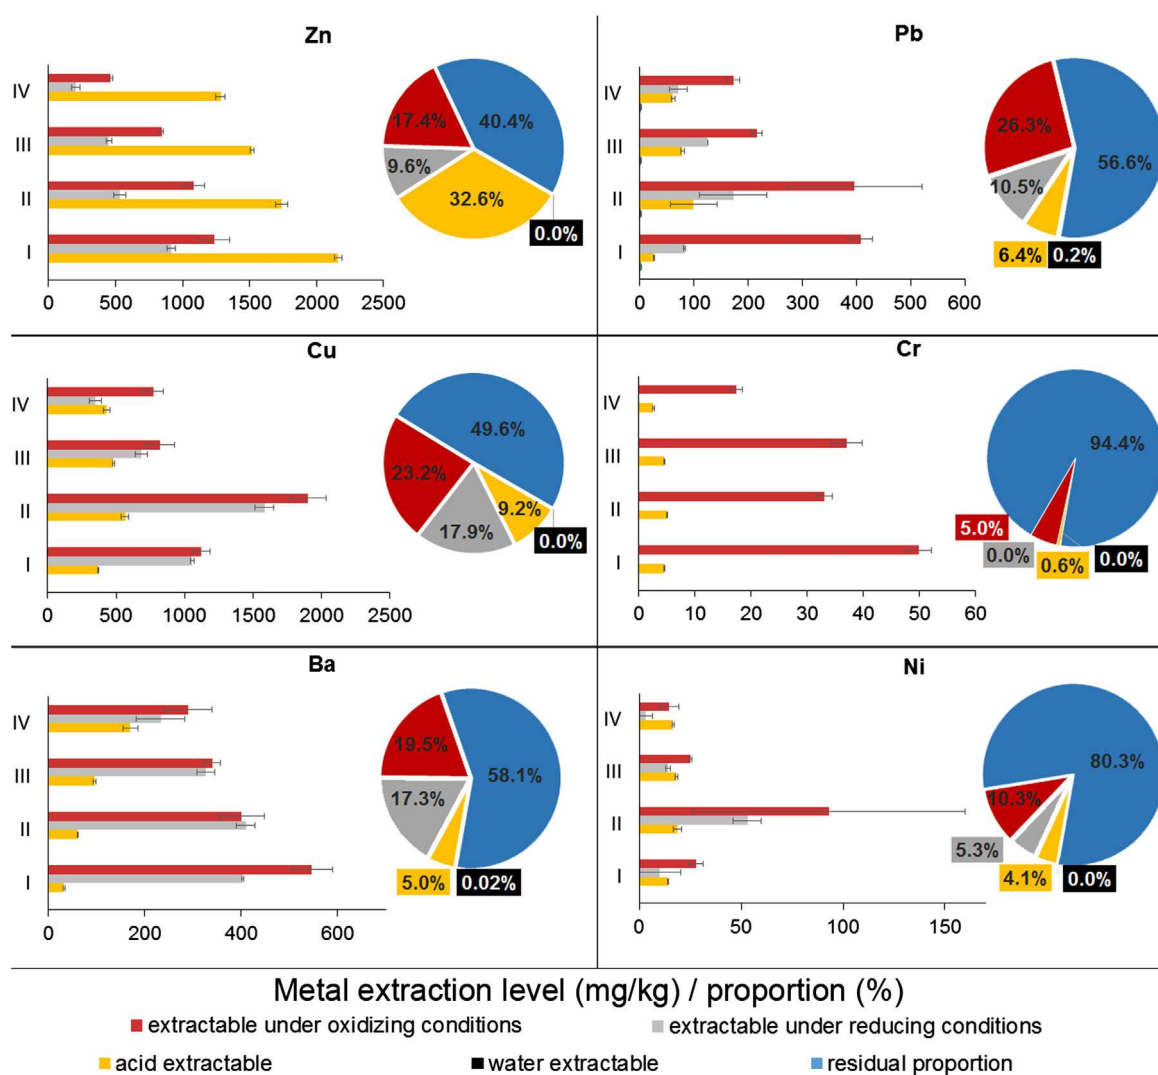 Zn
IV
III
II
I
0 500 1000 1500 2000 2500
17.4%
40.4%
9.6%
32.6%
0.0%
Pb
IV
III
II
I
0 100 200 300 400 500 600
26.3%
56.6%
10.5%
6.4%
0.2%
Cu
IV
III
II
I
0 500 1000 1500 2000 2500
49.6%
23.2%
9.2%
17.9%
0.0%
Cr
IV
III
II
I
0 10 20 30 40 50 60
94.4%
5.0%
0.0%
0.6%
0.0%
Ba
IV
III
II
I
0 200 400 600
19.5%
58.1%
17.3%
5.0%
0.02%
Ni
IV
III
II
I
0 50 100 150
80.3%
10.3%
5.3%
4.1%
0.0%
Metal extraction level (mg/kg) / proportion (%)
extractable under oxidizing conditions
extractable under reducing conditions
acid extractable
water extractable
residual proportion